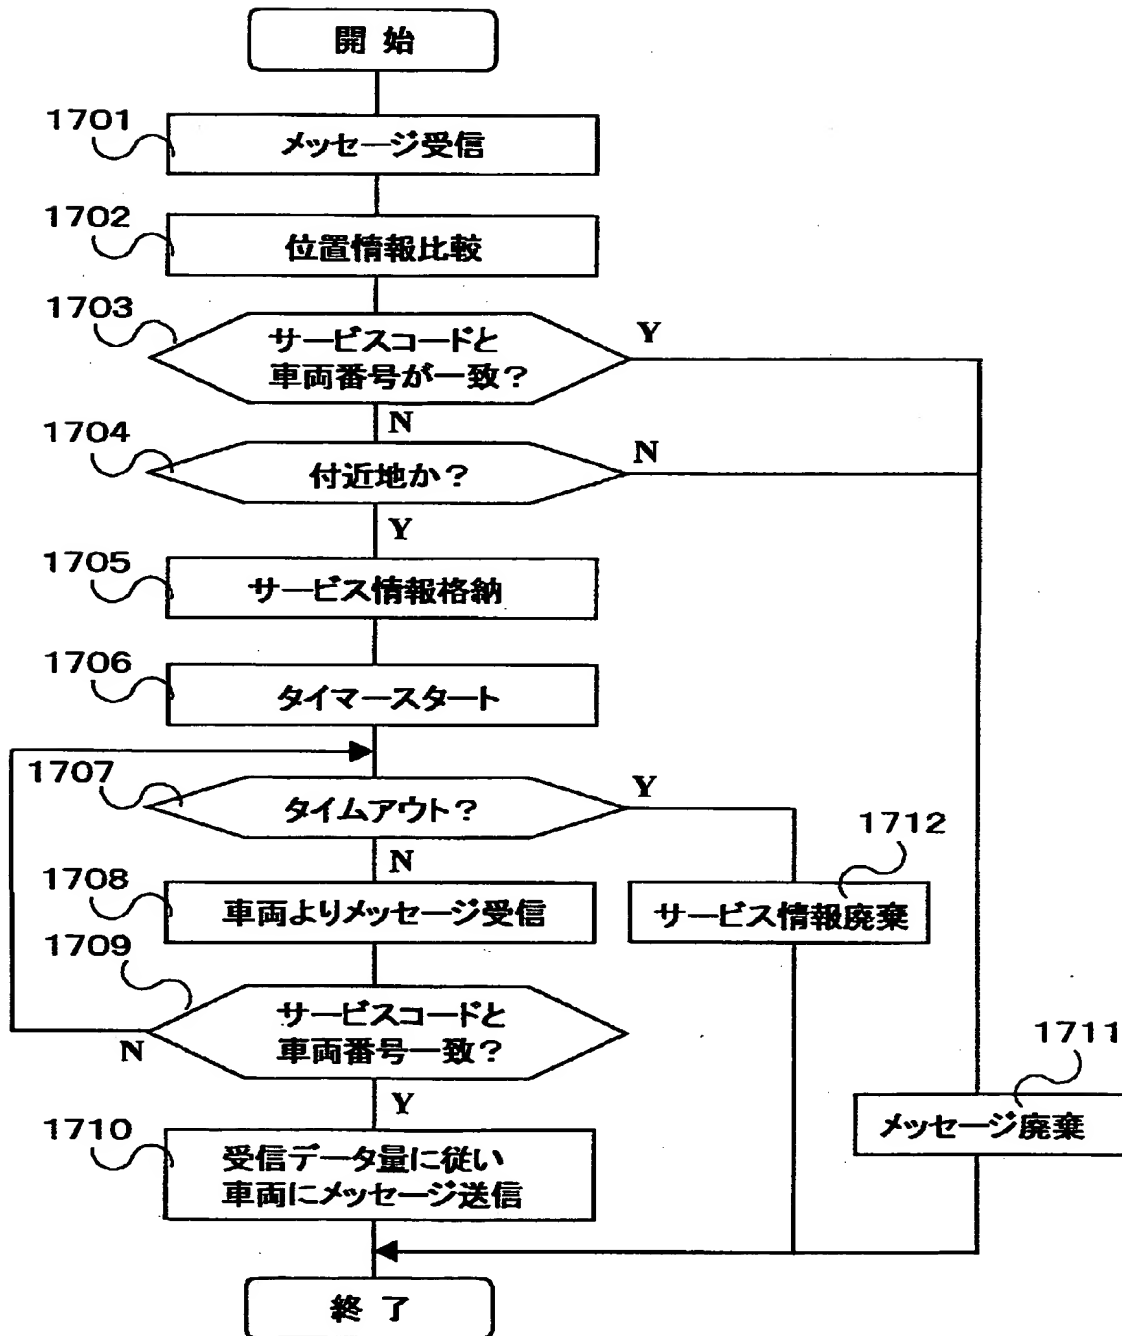 開 始
1701
メッセージ受信
1702
位置情報比較
1703
サービスコードと
車両番号が一致?
Y
N
1704
付近地か?
N
Y
1705
サービス情報格納
1706
タイマースタート
1707
タイムアウト?
Y
N
1712
サービス情報廃棄
1708
車両よりメッセージ受信
1709
サービスコードと
車両番号一致?
N
Y
1711
メッセージ廃棄
1710
受信データ量に従い
車両にメッセージ送信
終 了